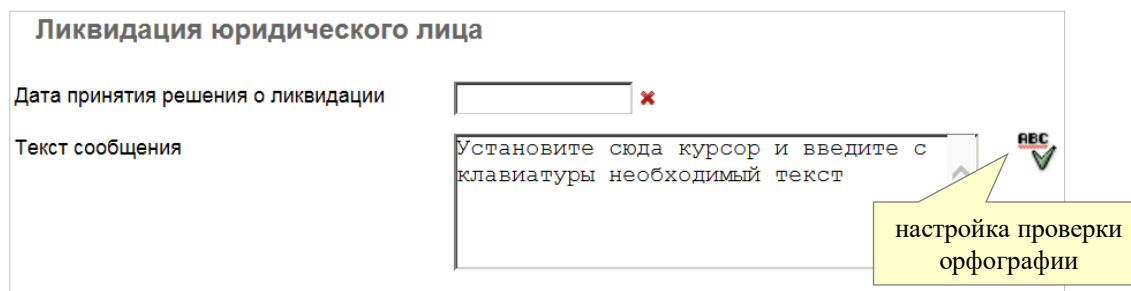 Ликвидация юридического лица
Дата принятия решения о ликвидации
Текст сообщения
Установите сюда курсор и введите с
клавиатуры необходимый текст
ABC
настройка проверки
орфографии